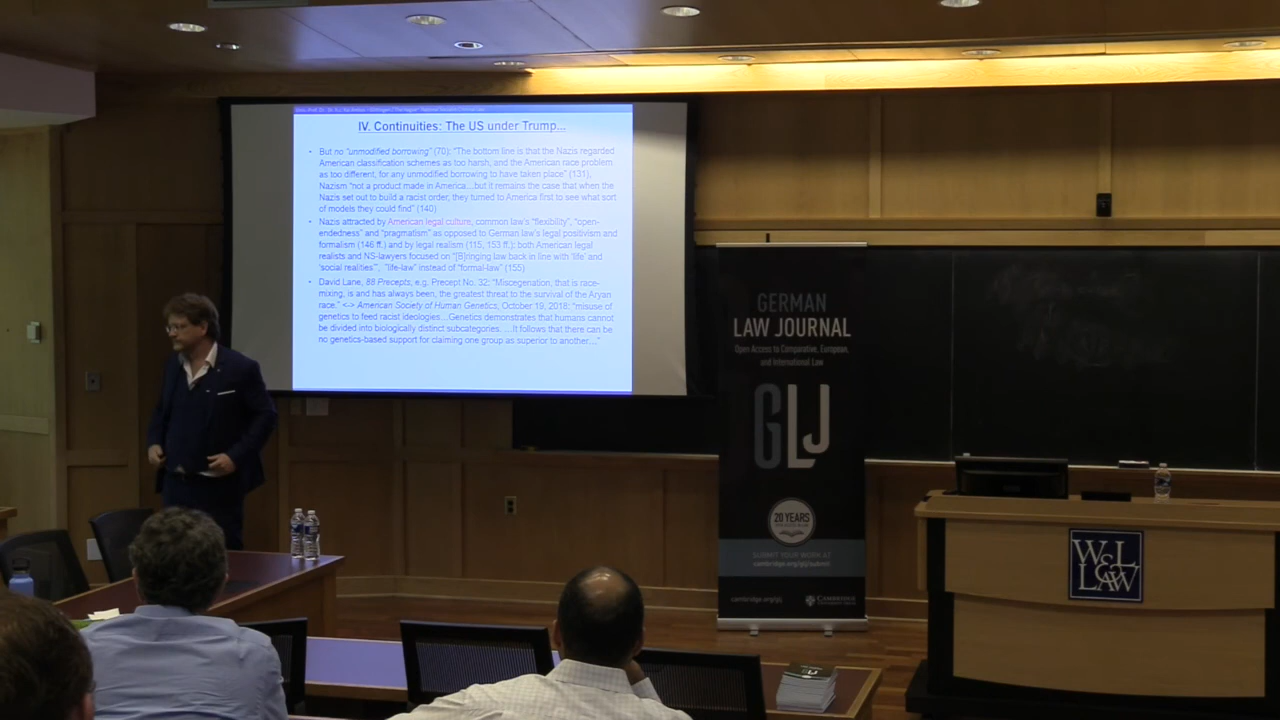 IV. Continuities: The US under Trump...
• But no "unmodified borrowing" (70): "The bottom line is that the Nazis regarded
American classification schemes as too harsh, and the American race problem
as too different, for any unmodified borrowing to have taken place" (131),
Nazism "not a product made in America...but it remains the case that when the
Nazis set out to build a racist order, they turned to America first to see what sort
of models they could find" (140)
• Nazis attracted by American legal culture, common law's "flexibility", "open-
endedness" and "pragmatism" as opposed to German law's legal positivism and
formalism (146 ff.) and by legal realism (115, 153 ff.): both American legal
realists and NS-lawyers focused on "[B]ringing law back in line with 'life' and
'social realities'", "life-law" instead of "formal-law" (155)
• David Lane, 88 Precepts, e.g. Precept No. 32: "Miscegenation, that is race-
mixing, is and has always been, the greatest threat to the survival of the Aryan
race." <-> American Society of Human Genetics, October 19, 2018: "misuse of
genetics to feed racist ideologies...Genetics demonstrates that humans cannot
be divided into biologically distinct subcategories. ...It follows that there can be
no genetics-based support for claiming one group as superior to another..."
GERMAN
LAW JOURNAL
Open Access to Comparative, European,
and International Law
GLJ
20 YEARS
SUBMIT YOUR WORK AT
cambridge.org/glj/submit
cambridge.org/glj
CAMBRIDGE
UNIVERSITY PRESS
W&L
LAW
GLJ